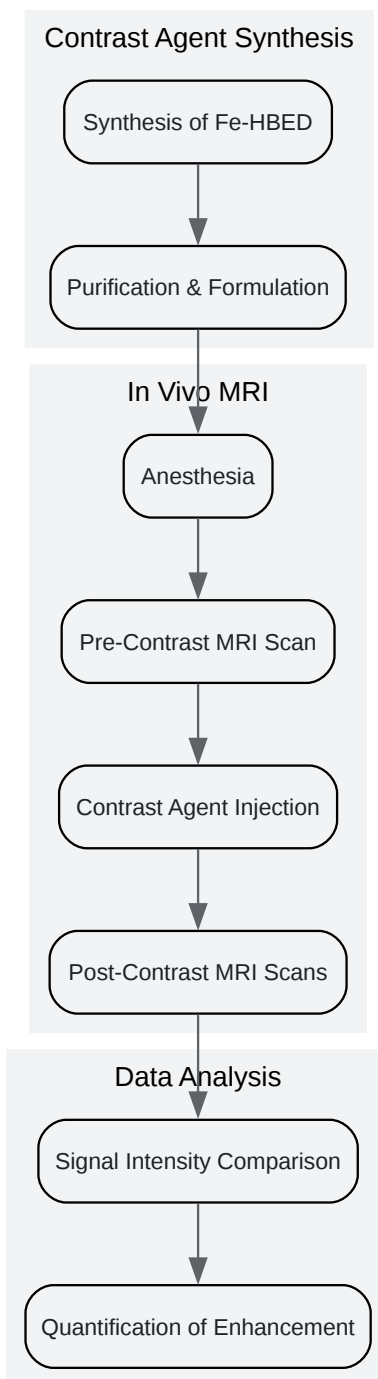 Contrast Agent Synthesis
Synthesis of Fe-HBED
Purification & Formulation
In Vivo MRI
Anesthesia
Pre-Contrast MRI Scan
Contrast Agent Injection
Post-Contrast MRI Scans
Data Analysis
Signal Intensity Comparison
Quantification of Enhancement